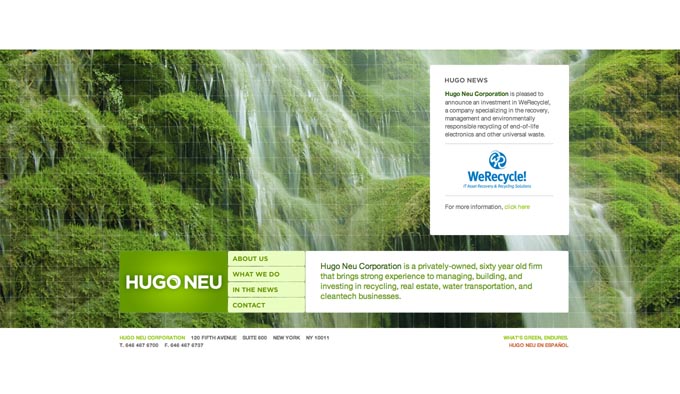 HUGO NEWS
Hugo Neu Corporation is pleased to
announce an investment in WeRecycle!,
a company specializing in the recovery,
management and environmentally
responsible recycling of end-of-life
electronics and other universal waste.
WeRecycle!
IT Asset Recovery & Recycling Solutions
For more information, click here
HUGO NEU
ABOUT US
WHAT WE DO
IN THE NEWS
CONTACT
Hugo Neu Corporation is a privately-owned, sixty year old firm
that brings strong experience to managing, building, and
investing in recycling, real estate, water transportation, and
cleantech businesses.
HUGO NEU CORPORATION 120 FIFTH AVENUE SUITE 600 NEW YORK NY 10011
T. 646 467 6700 F. 646 467 6757
WHAT'S GREEN, ENDURES.
HUGO NEU EN ESPAÑOL